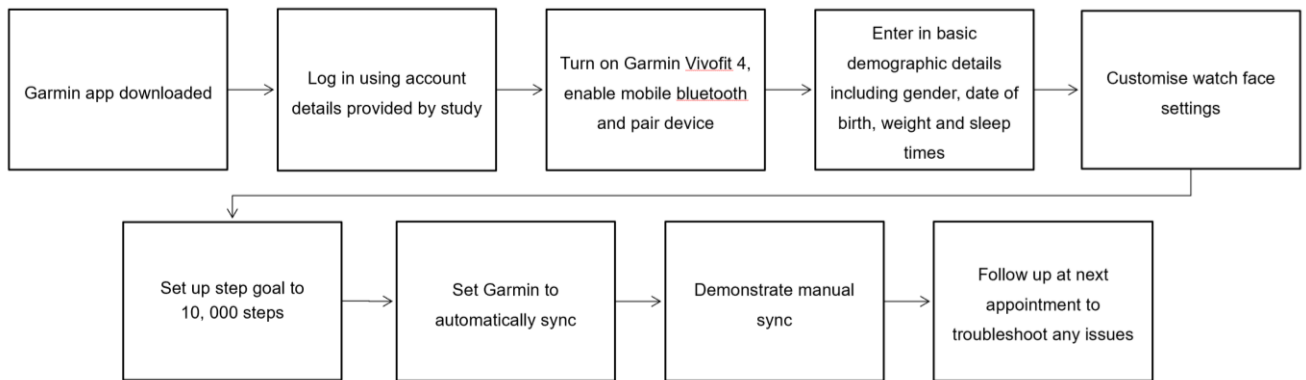 Garmin app downloaded
Log in using account
details provided by study
Turn on Garmin Vivofit 4,
enable mobile bluetooth
and pair device
Enter in basic
demographic details
including gender, date of
birth, weight and sleep
times
Customise watch face
settings
Set up step goal to
10, 000 steps
Set Garmin to
automatically sync
Demonstrate manual
sync
Follow up at next
appointment to
troubleshoot any issues